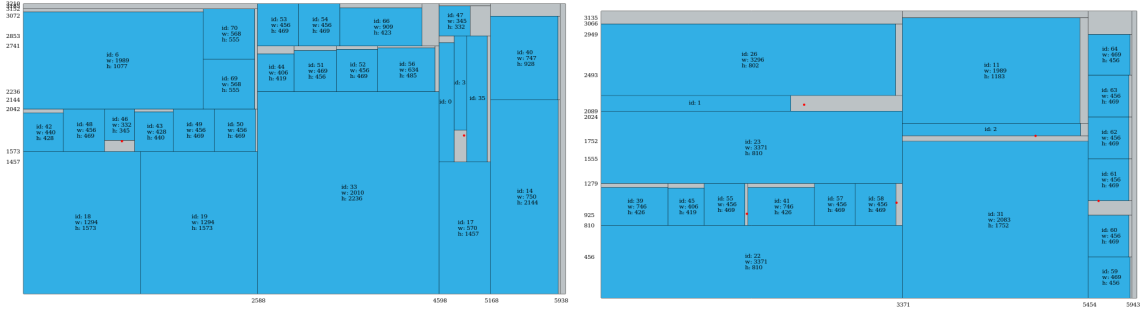 3152
3072
2853
2741
2236
2144
2042
1573
1457
id: 6
w: 1989
h: 1077
id: 70
w: 568
h: 555
id: 69
w: 568
h: 555
id: 42
w: 440
h: 428
id: 48
w: 456
h: 469
id: 46
w: 332
h: 345
id: 43
w: 428
h: 440
id: 49
w: 456
h: 469
id: 50
w: 456
h: 469
id: 18
w: 1294
h: 1573
id: 19
w: 1294
h: 1573
id: 53
w: 456
h: 469
id: 54
w: 456
h: 469
id: 66
w: 909
h: 423
id: 44
w: 406
h: 419
id: 51
w: 469
h: 456
id: 52
w: 456
h: 469
id: 56
w: 634
h: 485
id: 33
w: 2010
h: 2236
id: 47
w: 345
h: 332
id: 0
id: 3
id: 35
id: 17
w: 570
h: 1457
id: 40
w: 747
h: 928
id: 14
w: 750
h: 2144
2588
4598
5168
5938
3135
3066
2949
2493
2089
2024
1752
1555
1279
925
810
456
id: 26
w: 3296
h: 802
id: 1
id: 23
w: 3371
h: 810
id: 39
w: 746
h: 426
id: 45
w: 406
h: 419
id: 55
w: 456
h: 469
id: 41
w: 746
h: 426
id: 57
w: 456
h: 469
id: 58
w: 456
h: 469
id: 22
w: 3371
h: 810
id: 11
w: 1989
h: 1183
id: 2
id: 31
w: 2083
h: 1752
id: 64
w: 469
h: 456
id: 63
w: 456
h: 469
id: 62
w: 456
h: 469
id: 61
w: 456
h: 469
id: 60
w: 456
h: 469
id: 59
w: 469
h: 456
3371
5454
5943